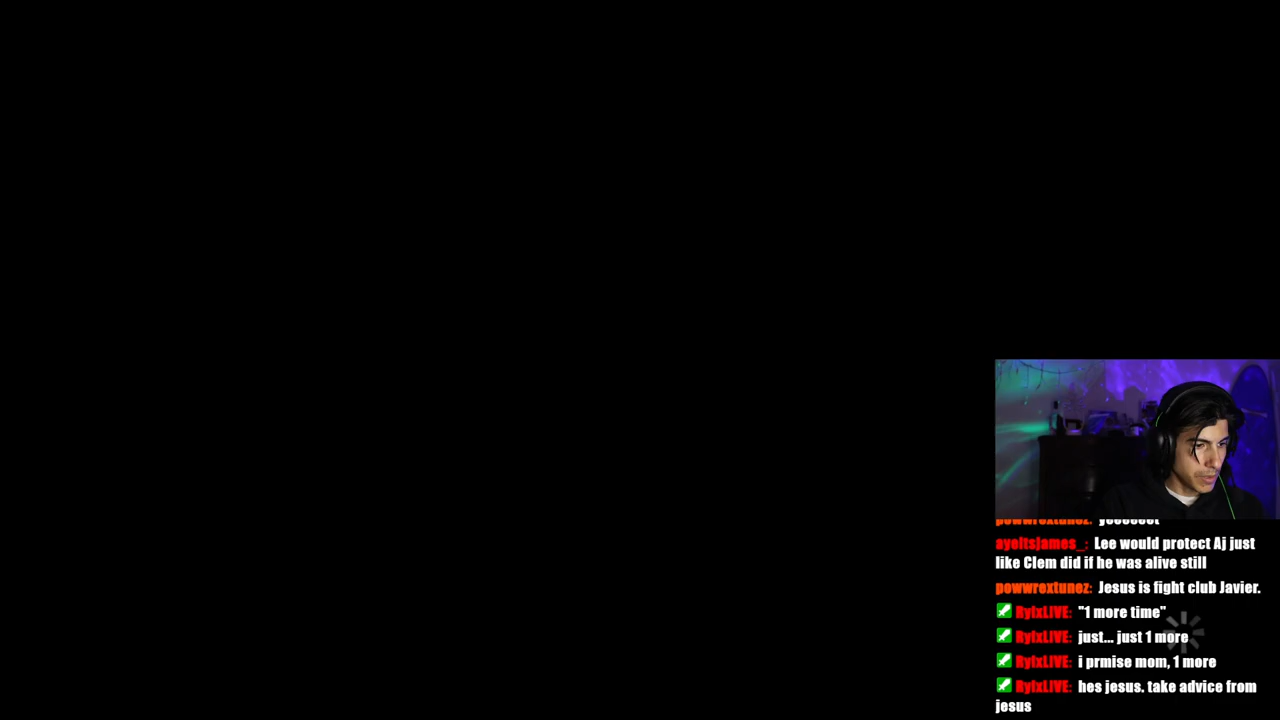 powwrextunez: yeeeeeet
ayeitsjames_: Lee would protect Aj just
like Clem did if he was alive still
powwrextunez: Jesus is fight club Javier.
RylxLIVE: "1 more time"
RylxLIVE: just... just 1 more
RylxLIVE: i prmise mom, 1 more
RylxLIVE: hes jesus. take advice from
jesus